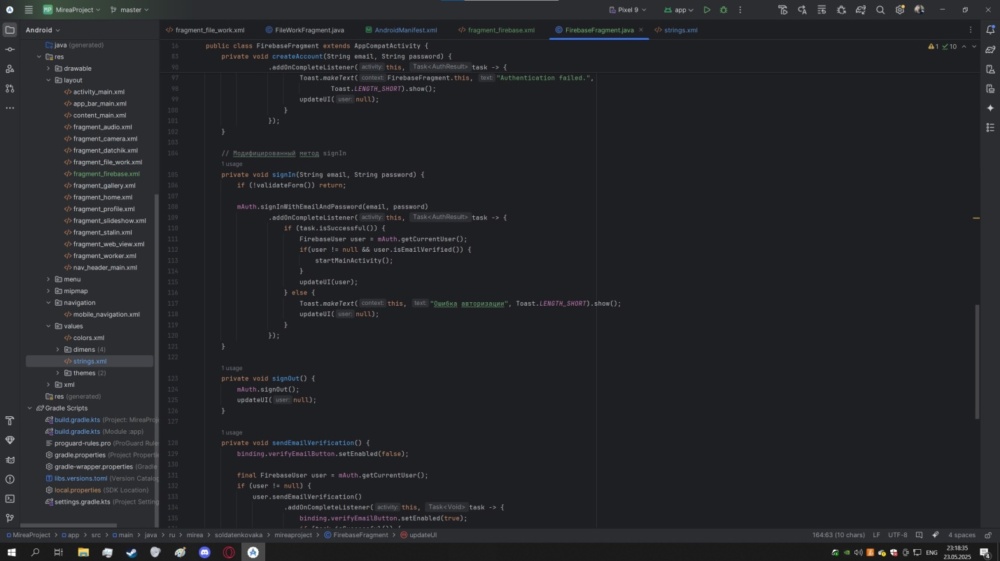 MP MireaProject master Pixel 9 app
Android
fragment_file_work.xml FileWorkFragment.java AndroidManifest.xml fragment_firebase.xml FirebaseFragment.java strings.xml
java (generated)
res
drawable
layout
activity_main.xml
app_bar_main.xml
content_main.xml
fragment_audio.xml
fragment_camera.xml
fragment_datchik.xml
fragment_file_work.xml
fragment_firebase.xml
fragment_gallery.xml
fragment_home.xml
fragment_profile.xml
fragment_slideshow.xml
fragment_stalin.xml
fragment_web_view.xml
fragment_worker.xml
nav_header_main.xml
menu
mipmap
navigation
mobile_navigation.xml
values
colors.xml
dimens (4)
strings.xml
themes (2)
xml
res (generated)
Gradle Scripts
build.gradle.kts (Project: MireaProje
build.gradle.kts (Module :app)
proguard-rules.pro (ProGuard Rule
gradle.properties (Project Properti
gradle-wrapper.properties (Gradle
libs.versions.toml (Version Catalog
local.properties (SDK Location)
settings.gradle.kts (Project Setting
1 10
16 public class FirebaseFragment extends AppCompatActivity {
83 private void createAccount(String email, String password) {
90 .addOnCompleteListener( activity: this, Task<AuthResult> task -> {
97 Toast.makeText( context: FirebaseFragment.this, text: "Authentication failed.",
98 Toast.LENGTH_SHORT).show();
99 updateUI( user: null);
100 }
101 });
102 }
103
104 // Модифицированный метод signIn
1 usage
105 private void signIn(String email, String password) {
106 if (!validateForm()) return;
107
108 mAuth.signInWithEmailAndPassword(email, password)
109 .addOnCompleteListener( activity: this, Task<AuthResult> task -> {
110 if (task.isSuccessful()) {
111 FirebaseUser user = mAuth.getCurrentUser();
112 if(user != null && user.isEmailVerified()) {
113 startMainActivity();
114 }
115 updateUI(user);
116 } else {
117 Toast.makeText( context: this, text: "Ошибка авторизации", Toast.LENGTH_SHORT).show();
118 updateUI( user: null);
119 }
120 });
121 }
122
1 usage
123 private void signOut() {
124 mAuth.signOut();
125 updateUI( user: null);
126 }
127
1 usage
128 private void sendEmailVerification() {
129 binding.verifyEmailButton.setEnabled(false);
130
131 final FirebaseUser user = mAuth.getCurrentUser();
132 if (user != null) {
133 user.sendEmailVerification()
134 .addOnCompleteListener( activity: this, Task<Void> task -> {
135 binding.verifyEmailButton.setEnabled(true);
136 if (task.isSuccessful()) {
MireaProject > app > src > main > java > ru > mirea > soldatenkovaka > mireaproject > FirebaseFragment > updateUI 164:63 (10 chars) LF UTF-8 4 spaces
ENG 23:18:35
23.05.2025 4